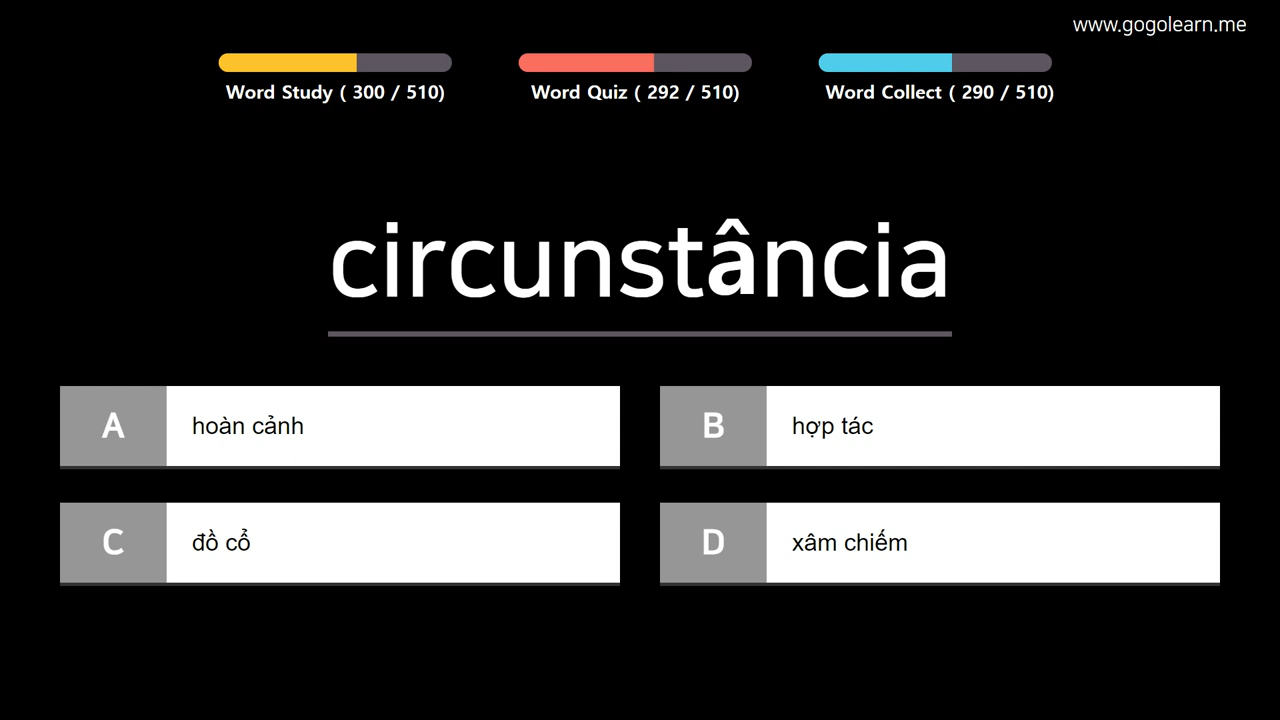 www.gogolearn.me
Word Study ( 300 / 510)
Word Quiz ( 292 / 510)
Word Collect ( 290 / 510)
circunstância
A hoàn cảnh
B hợp tác
C đồ cổ
D xâm chiếm